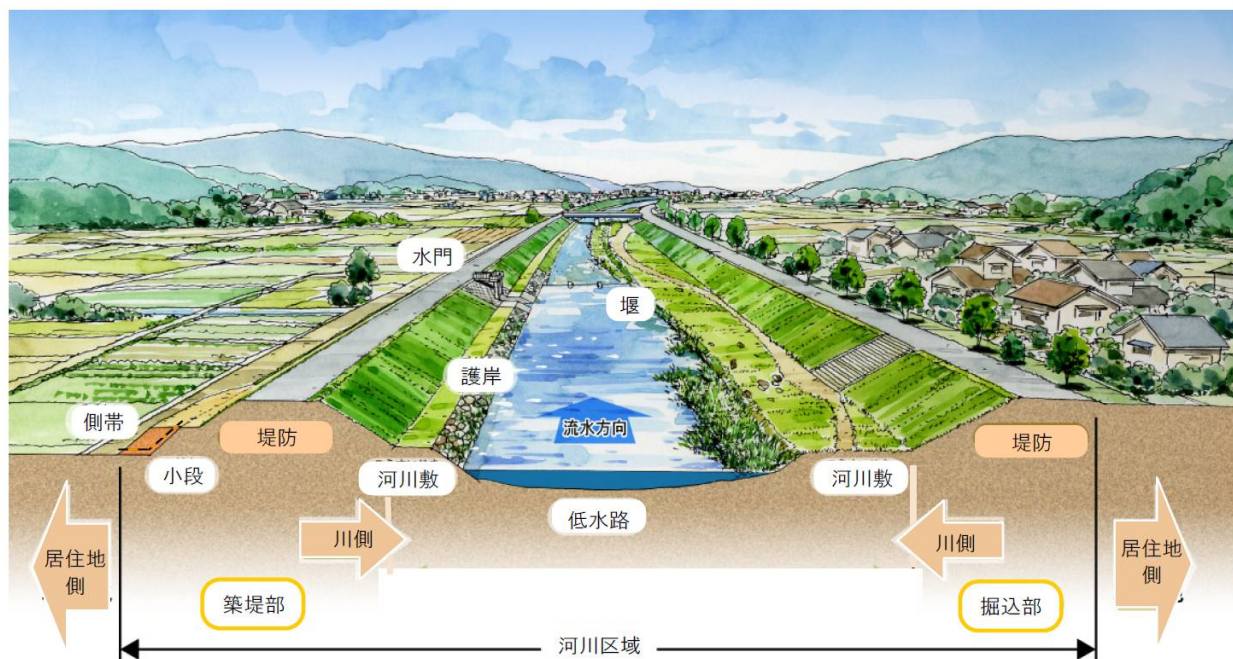 水門
堰
護岸
流水方向
側帯
堤防
堤防
小段
河川敷
河川敷
低水路
川側
川側
居住地
側
居住地
側
築堤部
掘込部
河川区域